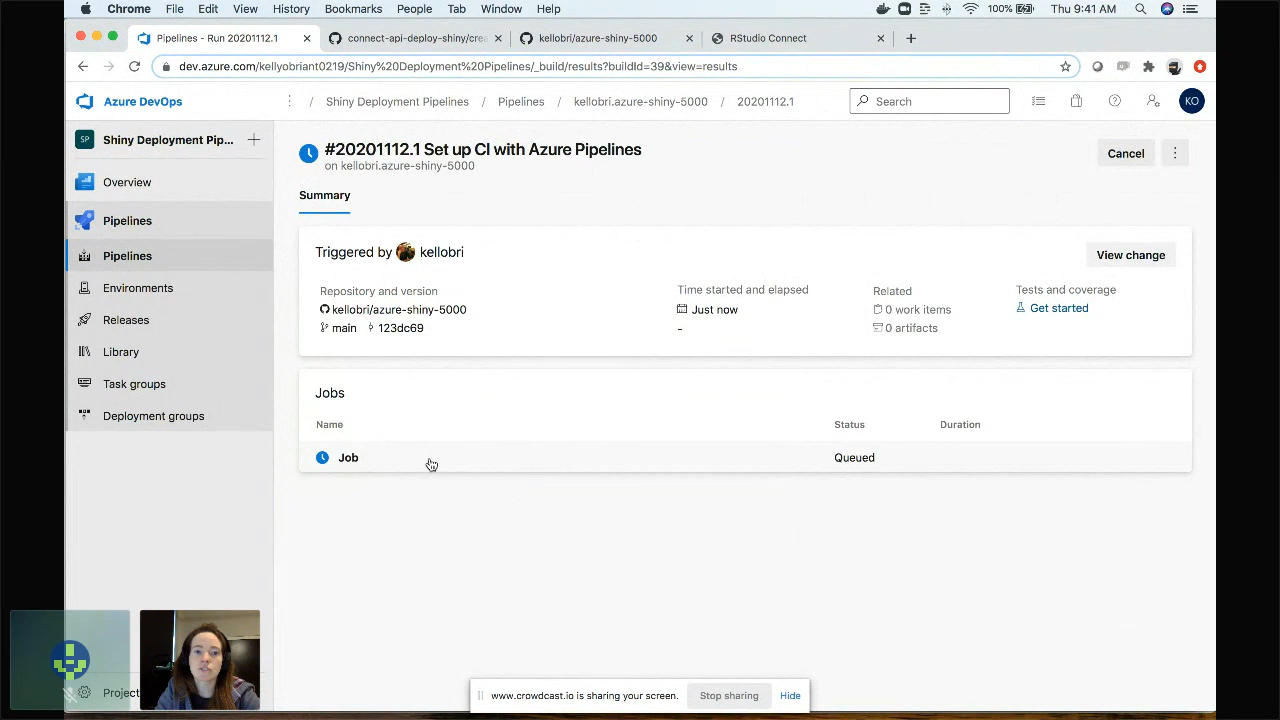 Chrome File Edit View History Bookmarks People Tab Window Help 100% Thu 9:41 AM
Pipelines - Run 20201112.1 connect-api-deploy-shiny/crea kellobri/azure-shiny-5000 RStudio Connect
dev.azure.com/kellyobriant0219/Shiny%20Deployment%20Pipelines/_build/results?buildId=39&view=results
Azure DevOps / Shiny Deployment Pipelines / Pipelines / kellobri.azure-shiny-5000 / 20201112.1 Search KO
SP Shiny Deployment Pip...
Overview
Pipelines
Pipelines
Environments
Releases
Library
Task groups
Deployment groups
Project
#20201112.1 Set up CI with Azure Pipelines
on kellobri.azure-shiny-5000
Cancel
Summary
Triggered by kellobri
View change
Repository and version
kellobri/azure-shiny-5000
main 123dc69
Time started and elapsed
Just now
-
Related
0 work items
0 artifacts
Tests and coverage
Get started
Jobs
Name Status Duration
Job Queued
www.crowdcast.io is sharing your screen. Stop sharing Hide